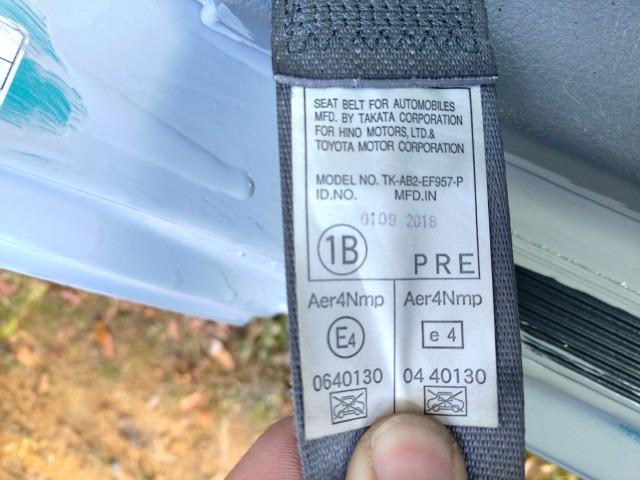 SEAT BELT FOR AUTOMOBILES
MFD. BY TAKATA CORPORATION
FOR HINO MOTORS, LTD.&
TOYOTA MOTOR CORPORATION
MODEL NO. TK-AB2-EF957-P
ID.NO. MFD.IN
0109 2018
1B PRE
Aer4Nmp Aer4Nmp
E4 e 4
0640130 04 40130